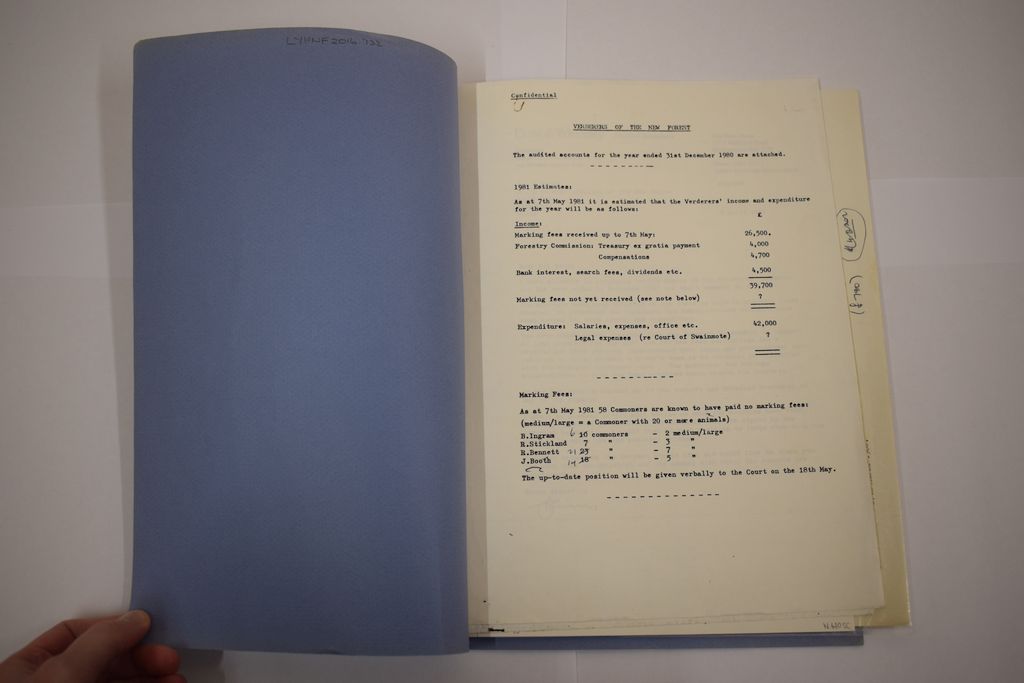 LYHNF2016.
Confidential
VERDERERS OF THE NEW FOREST
The audited accounts for the year ended 31st December 1980 are attached.
1981 Estimates:
As at 7th May 1981 it is estimated that the Verderers' income and expenditure
for the year will be as follows:
£
Income:
Marking fees received up to 7th May: 26,500.
Forestry Commission: Treasury ex gratia payment 4,000
Compensations 4,700
Bank interest, search fees, dividends etc. 4,500
39,700
Marking fees not yet received (see note below) ?
Expenditure: Salaries, expenses, office etc. 42,000
Legal expenses (re Court of Swainmote) ?
Marking Fees:
As at 7th May 1981 58 Commoners are known to have paid no marking fees:
(medium/large = a Commoner with 20 or more animals)
B.Ingram 6 10 commoners - 2 medium/large
R.Stickland 7 " - 3 "
R.Bennett 21 23 " - 7 "
J.Booth 17 18 " - 5 "
The up-to-date position will be given verbally to the Court on the 18th May.
(£790)